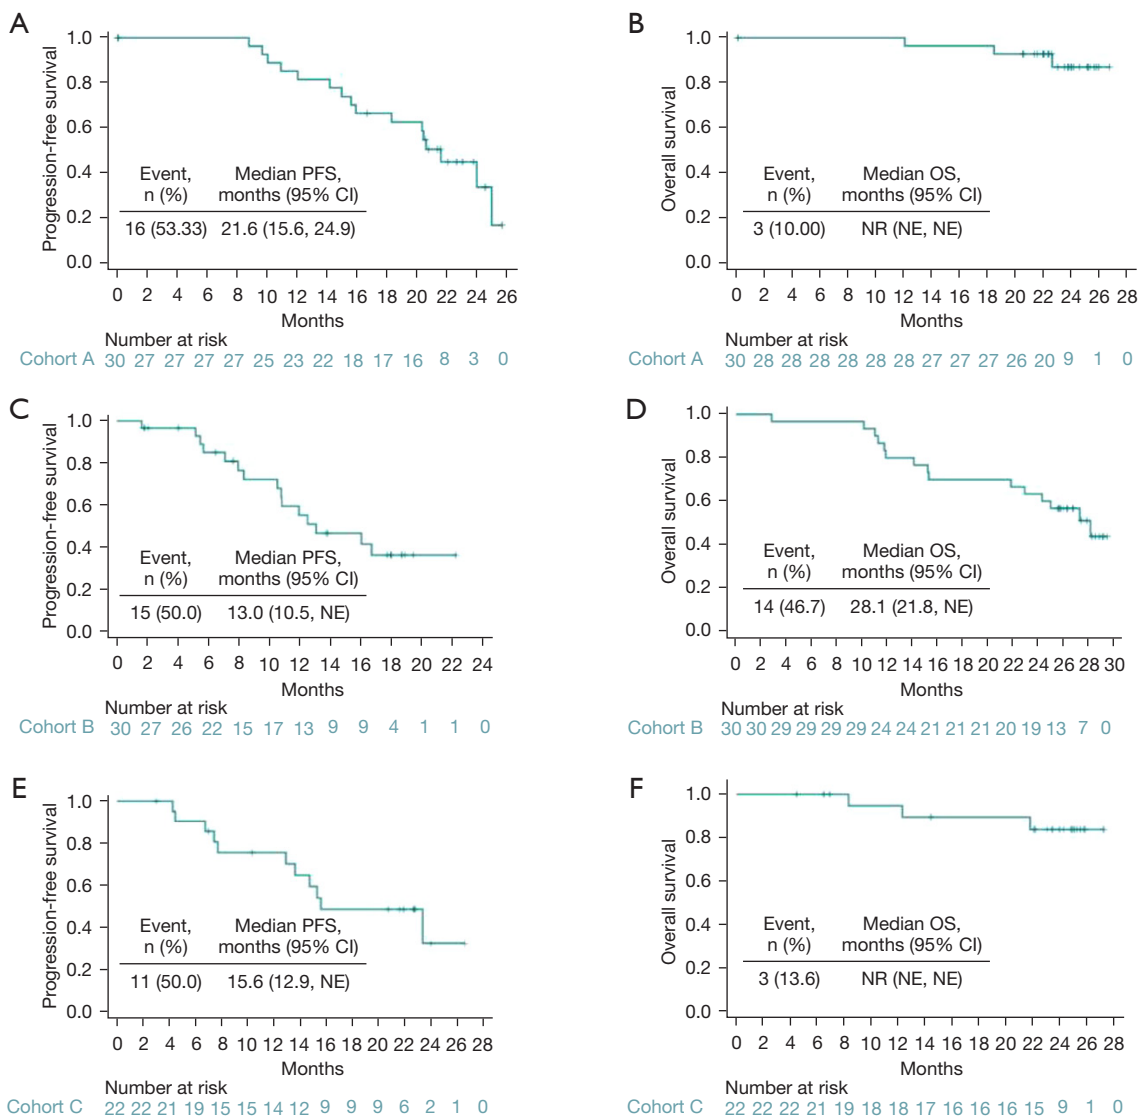 A
Progression-free survival
1.0
0.8
0.6
0.4
0.2
0.0
Event, Median PFS,
n (%) months (95% CI)
16 (53.33) 21.6 (15.6, 24.9)
0 2 4 6 8 10 12 14 16 18 20 22 24 26
Months
Number at risk
Cohort A 30 27 27 27 27 25 23 22 18 17 16 8 3 0
B
Overall survival
1.0
0.8
0.6
0.4
0.2
0.0
Event, Median OS,
n (%) months (95% CI)
3 (10.00) NR (NE, NE)
0 2 4 6 8 10 12 14 16 18 20 22 24 26 28
Months
Number at risk
Cohort A 30 28 28 28 28 28 28 27 27 27 26 20 9 1 0
C
Progression-free survival
1.0
0.8
0.6
0.4
0.2
0.0
Event, Median PFS,
n (%) months (95% CI)
15 (50.0) 13.0 (10.5, NE)
0 2 4 6 8 10 12 14 16 18 20 22 24
Months
Number at risk
Cohort B 30 27 26 22 15 17 13 9 9 4 1 1 0
D
Overall survival
1.0
0.8
0.6
0.4
0.2
0.0
Event, Median OS,
n (%) months (95% CI)
14 (46.7) 28.1 (21.8, NE)
0 2 4 6 8 10 12 14 16 18 20 22 24 26 28 30
Months
Number at risk
Cohort B 30 30 29 29 29 29 24 24 21 21 21 20 19 13 7 0
E
Progression-free survival
1.0
0.8
0.6
0.4
0.2
0.0
Event, Median PFS,
n (%) months (95% CI)
11 (50.0) 15.6 (12.9, NE)
0 2 4 6 8 10 12 14 16 18 20 22 24 26 28
Months
Number at risk
Cohort C 22 22 21 19 15 15 14 12 9 9 9 6 2 1 0
F
Overall survival
1.0
0.8
0.6
0.4
0.2
0.0
Event, Median OS,
n (%) months (95% CI)
3 (13.6) NR (NE, NE)
0 2 4 6 8 10 12 14 16 18 20 22 24 26 28
Months
Number at risk
Cohort C 22 22 22 21 19 18 18 17 16 16 16 15 9 1 0